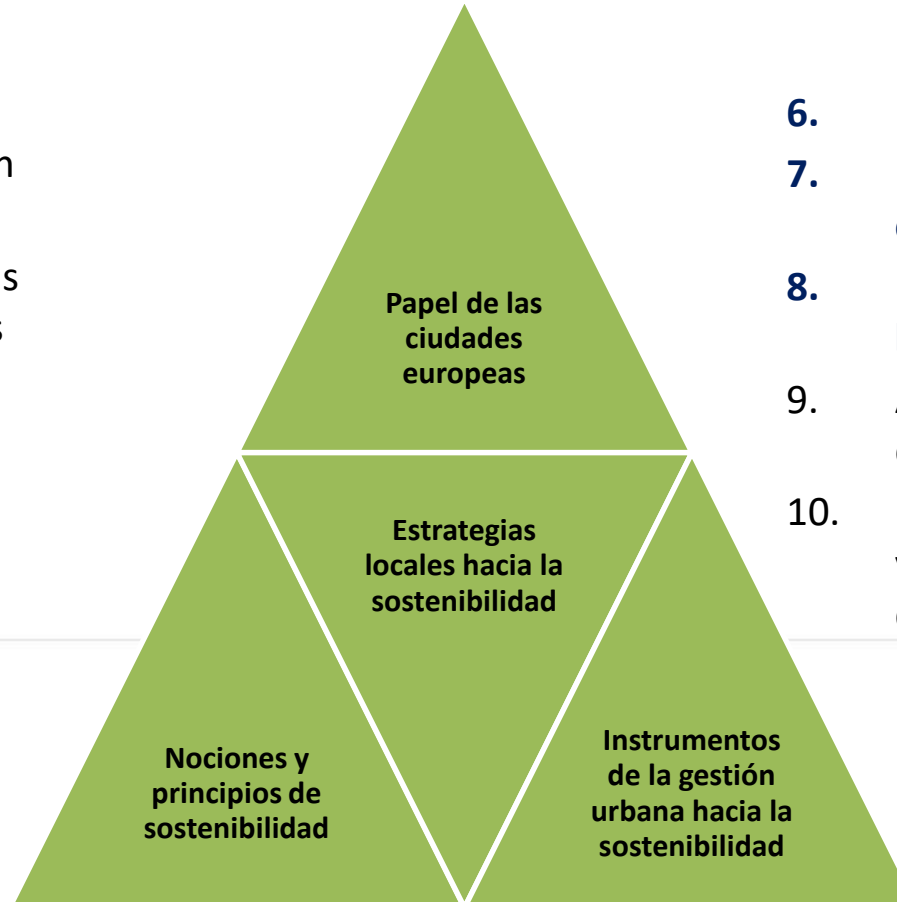 6.
7.
8.
9.
10.
Papel de las
ciudades
europeas
Estrategias
locales hacia la
sostenibilidad
Nociones y
principios de
sostenibilidad
Instrumentos
de la gestión
urbana hacia la
sostenibilidad